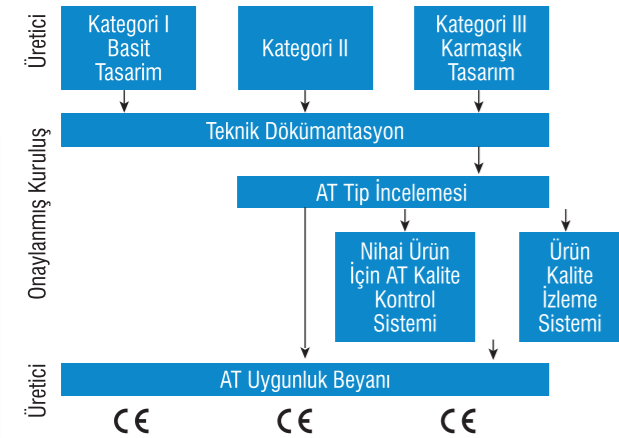 Üretici
Kategori I
Basit
Tasarim
Kategori II
Kategori III
Karmaşık
Tasarım
Onaylanmış Kuruluş
Teknik Dökümantasyon
AT Tip İncelemesi
Nihai Ürün
İçin AT Kalite
Kontrol
Sistemi
Ürün
Kalite
İzleme
Sistemi
Üretici
AT Uygunluk Beyanı
CE
CE
CE